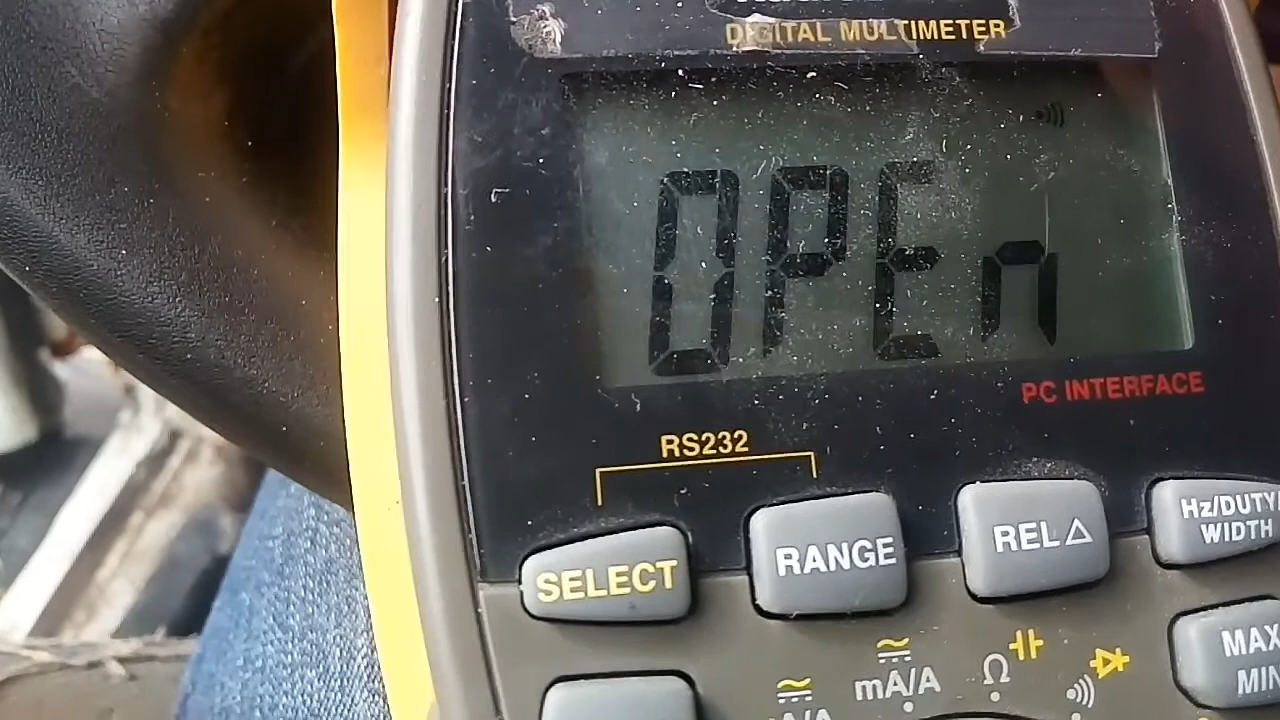 DIGITAL MULTIMETER
OPEn
PC INTERFACE
RS232
SELECT
RANGE
REL△
Hz/DUTY
WIDTH
MAX
MIN
mA/A
Ω